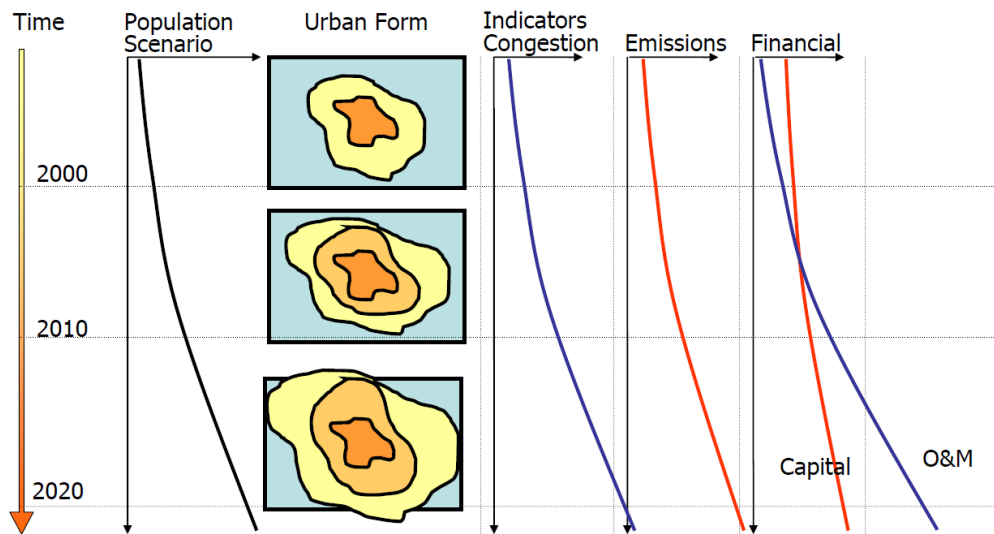 Time
Population
Scenario
Urban Form
Indicators
Congestion
Emissions
Financial
2000
2010
2020
Capital
O&M